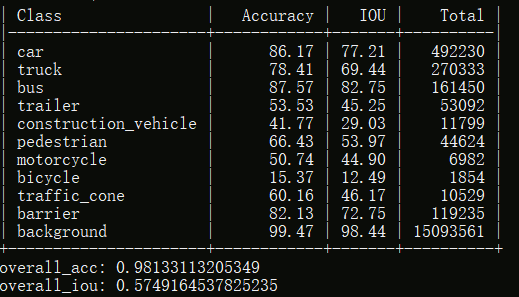 | Class | Accuracy | IOU | Total |
|----------------------+------------+-------+----------|
| car | 86.17 | 77.21 | 492230 |
| truck | 78.41 | 69.44 | 270333 |
| bus | 87.57 | 82.75 | 161450 |
| trailer | 53.53 | 45.25 | 53092 |
| construction_vehicle | 41.77 | 29.03 | 11799 |
| pedestrian | 66.43 | 53.97 | 44624 |
| motorcycle | 50.74 | 44.90 | 6982 |
| bicycle | 15.37 | 12.49 | 1854 |
| traffic_cone | 60.16 | 46.17 | 10529 |
| barrier | 82.13 | 72.75 | 119235 |
| background | 99.47 | 98.44 | 15093561 |
+----------------------+------------+-------+----------+
overall_acc: 0.98133113205349
overall_iou: 0.5749164537825235